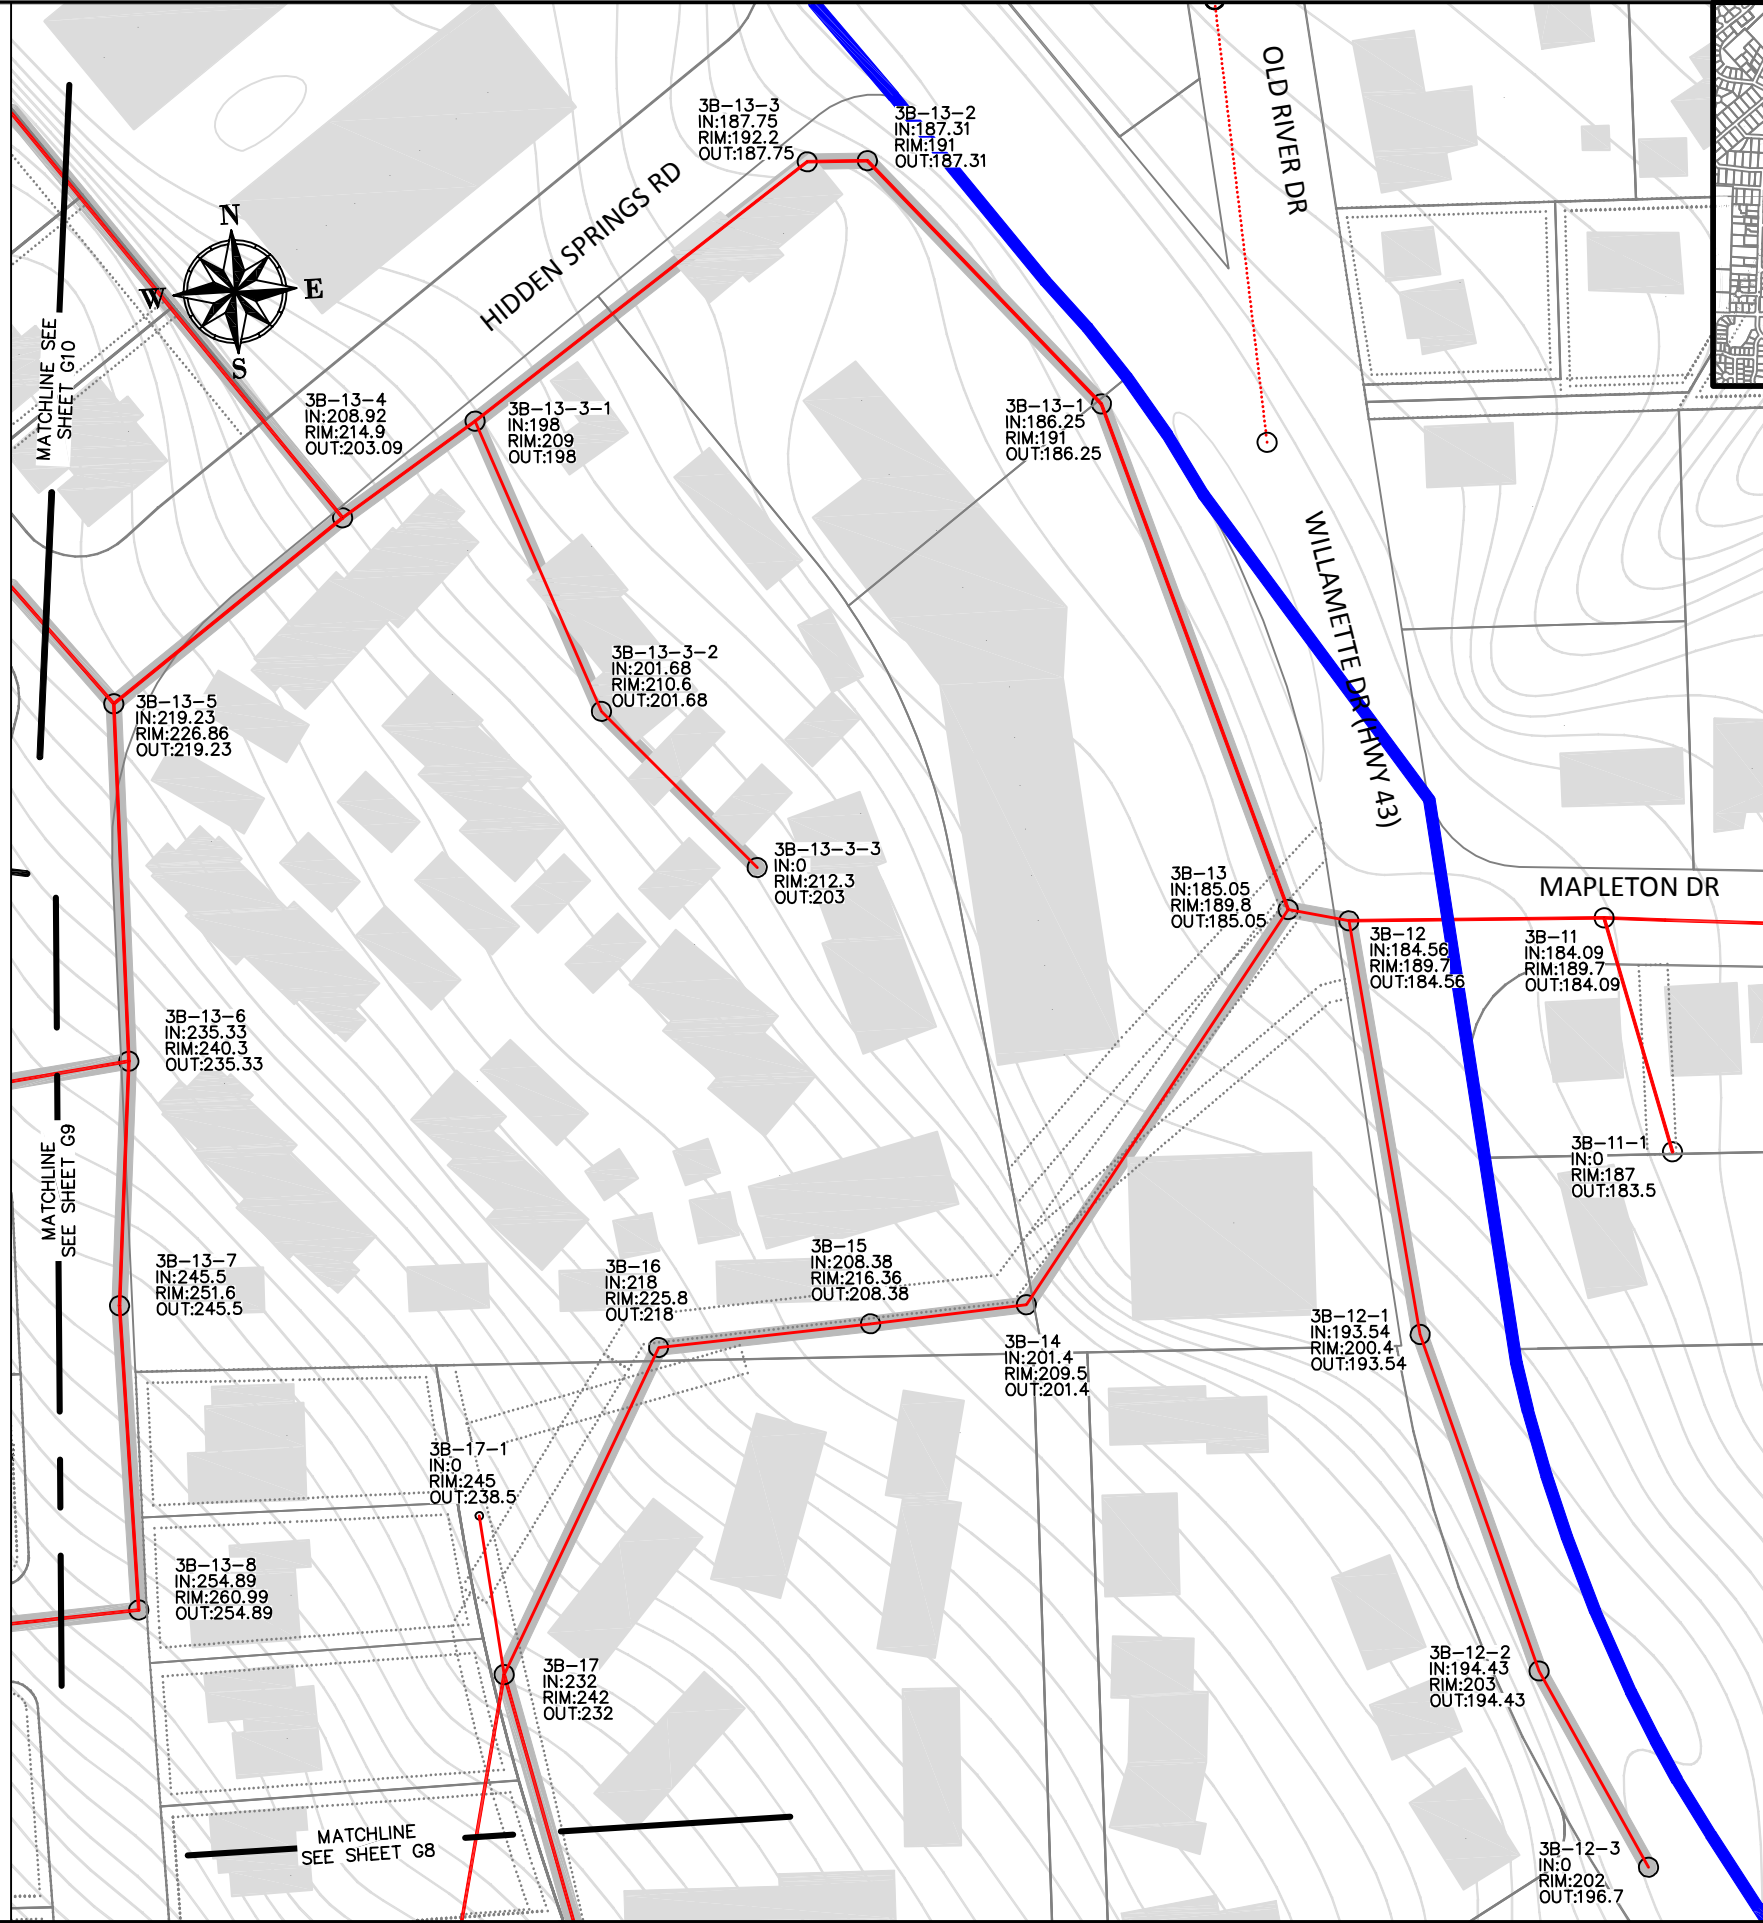 3B-13-3
IN:187.75
RIM:192.2
OUT:187.75
3B-13-2
IN:187.31
RIM:191
OUT:187.31
OLD RIVER DR
HIDDEN SPRINGS RD
N
W
E
S
MATCHLINE SEE
SHEET G10
3B-13-4
IN:208.92
RIM:214.9
OUT:203.09
3B-13-3-1
IN:198
RIM:209
OUT:198
3B-13-1
IN:186.25
RIM:191
OUT:186.25
WILLAMETTE DR (HWY 43)
3B-13-3-2
IN:201.68
RIM:210.6
OUT:201.68
3B-13-5
IN:219.23
RIM:226.86
OUT:219.23
3B-13-3-3
IN:0
RIM:212.3
OUT:203
3B-13
IN:185.05
RIM:189.8
OUT:185.05
MAPLETON DR
3B-12
IN:184.56
RIM:189.7
OUT:184.56
3B-11
IN:184.09
RIM:189.7
OUT:184.09
3B-13-6
IN:235.33
RIM:240.3
OUT:235.33
MATCHLINE
SEE SHEET G9
3B-11-1
IN:0
RIM:187
OUT:183.5
3B-13-7
IN:245.5
RIM:251.6
OUT:245.5
3B-16
IN:218
RIM:225.8
OUT:218
3B-15
IN:208.38
RIM:216.36
OUT:208.38
3B-14
IN:201.4
RIM:209.5
OUT:201.4
3B-12-1
IN:193.54
RIM:200.4
OUT:193.54
3B-17-1
IN:0
RIM:245
OUT:238.5
3B-13-8
IN:254.89
RIM:260.99
OUT:254.89
3B-17
IN:232
RIM:242
OUT:232
3B-12-2
IN:194.43
RIM:203
OUT:194.43
MATCHLINE
SEE SHEET G8
3B-12-3
IN:0
RIM:202
OUT:196.7